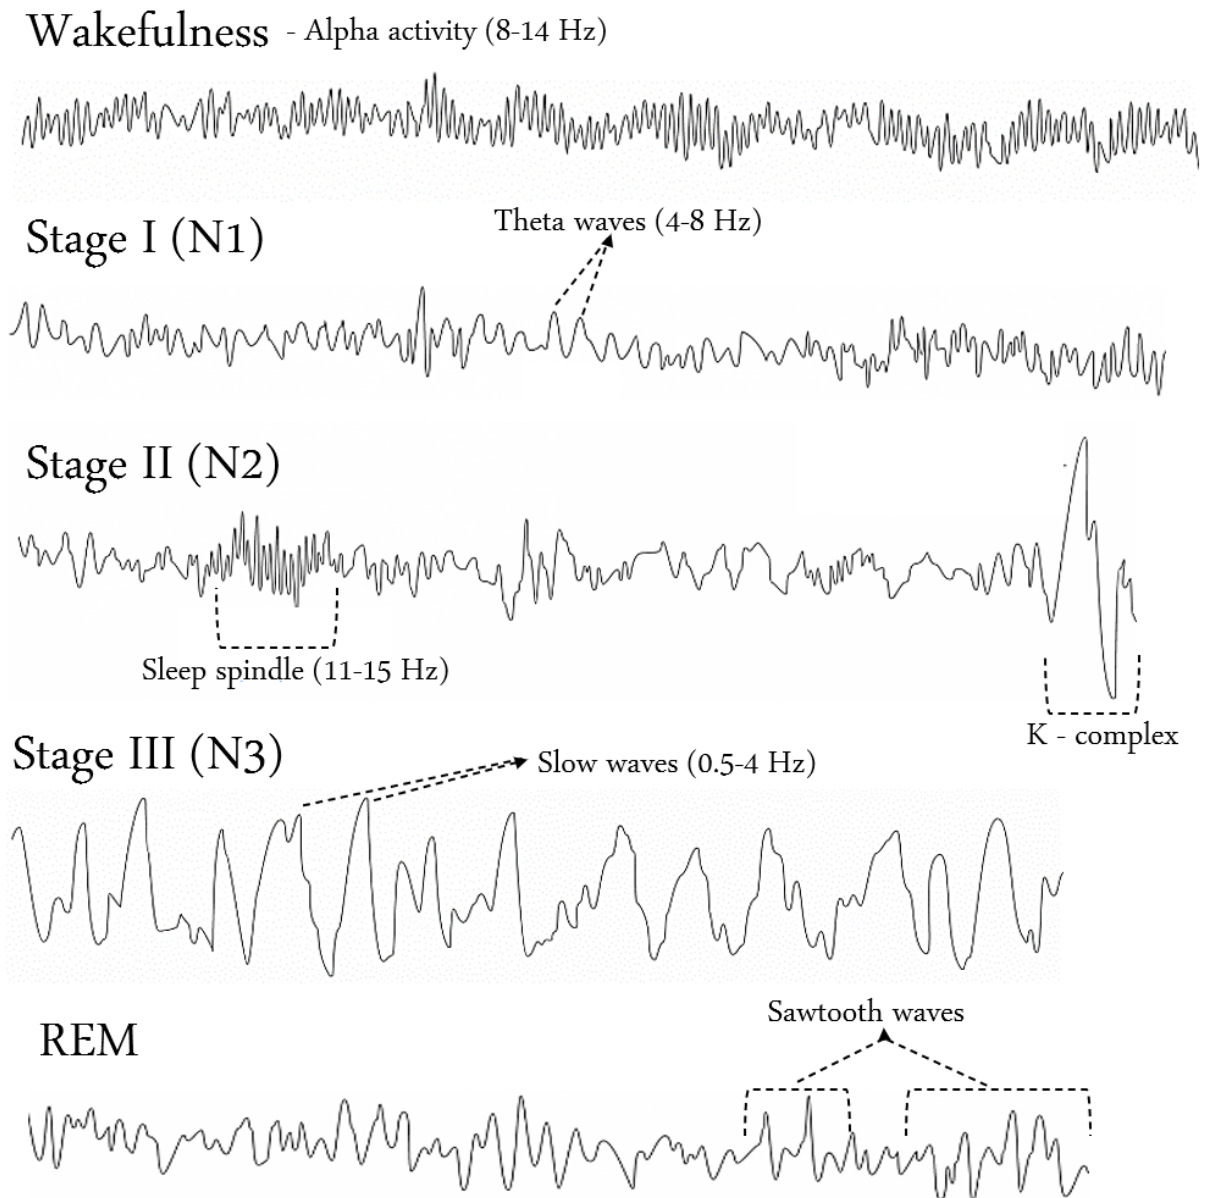 Wakefulness - Alpha activity (8-14 Hz)
Theta waves (4-8 Hz)
Stage I (N1)
Stage II (N2)
Sleep spindle (11-15 Hz)
K - complex
Stage III (N3)
Slow waves (0.5-4 Hz)
Sawtooth waves
REM